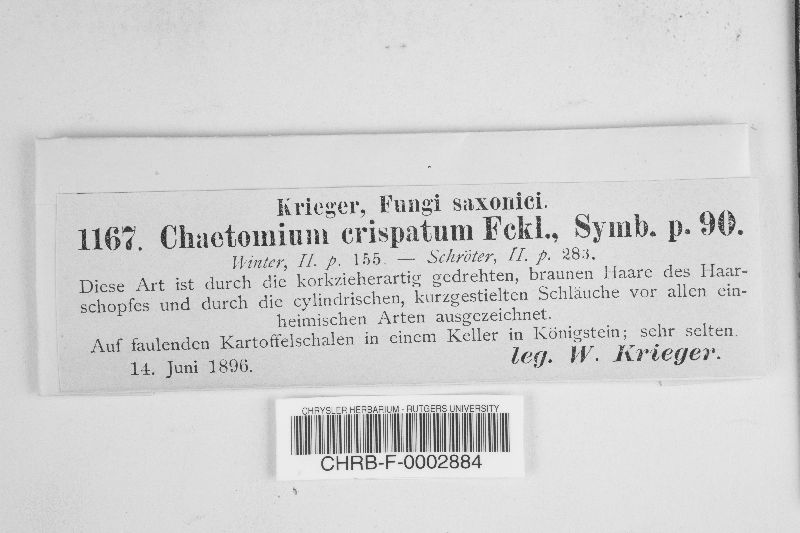 Krieger, Fungi saxonici.
1167. Chaetomium crispatum Fckl., Symb. p. 90.
Winter, II. p. 155. — Schröter, II. p. 283.
Diese Art ist durch die korkzieherartig gedrehten, braunen Haare des Haar-
schopfes und durch die cylindrischen, kurzgestielten Schläuche vor allen ein-
heimischen Arten ausgezeichnet.
Auf faulenden Kartoffelschalen in einem Keller in Königstein; sehr selten.
14. Juni 1896. leg. W. Krieger.
CHRYSLER HERBARIUM - RUTGERS UNIVERSITY
CHRB-F-0002884